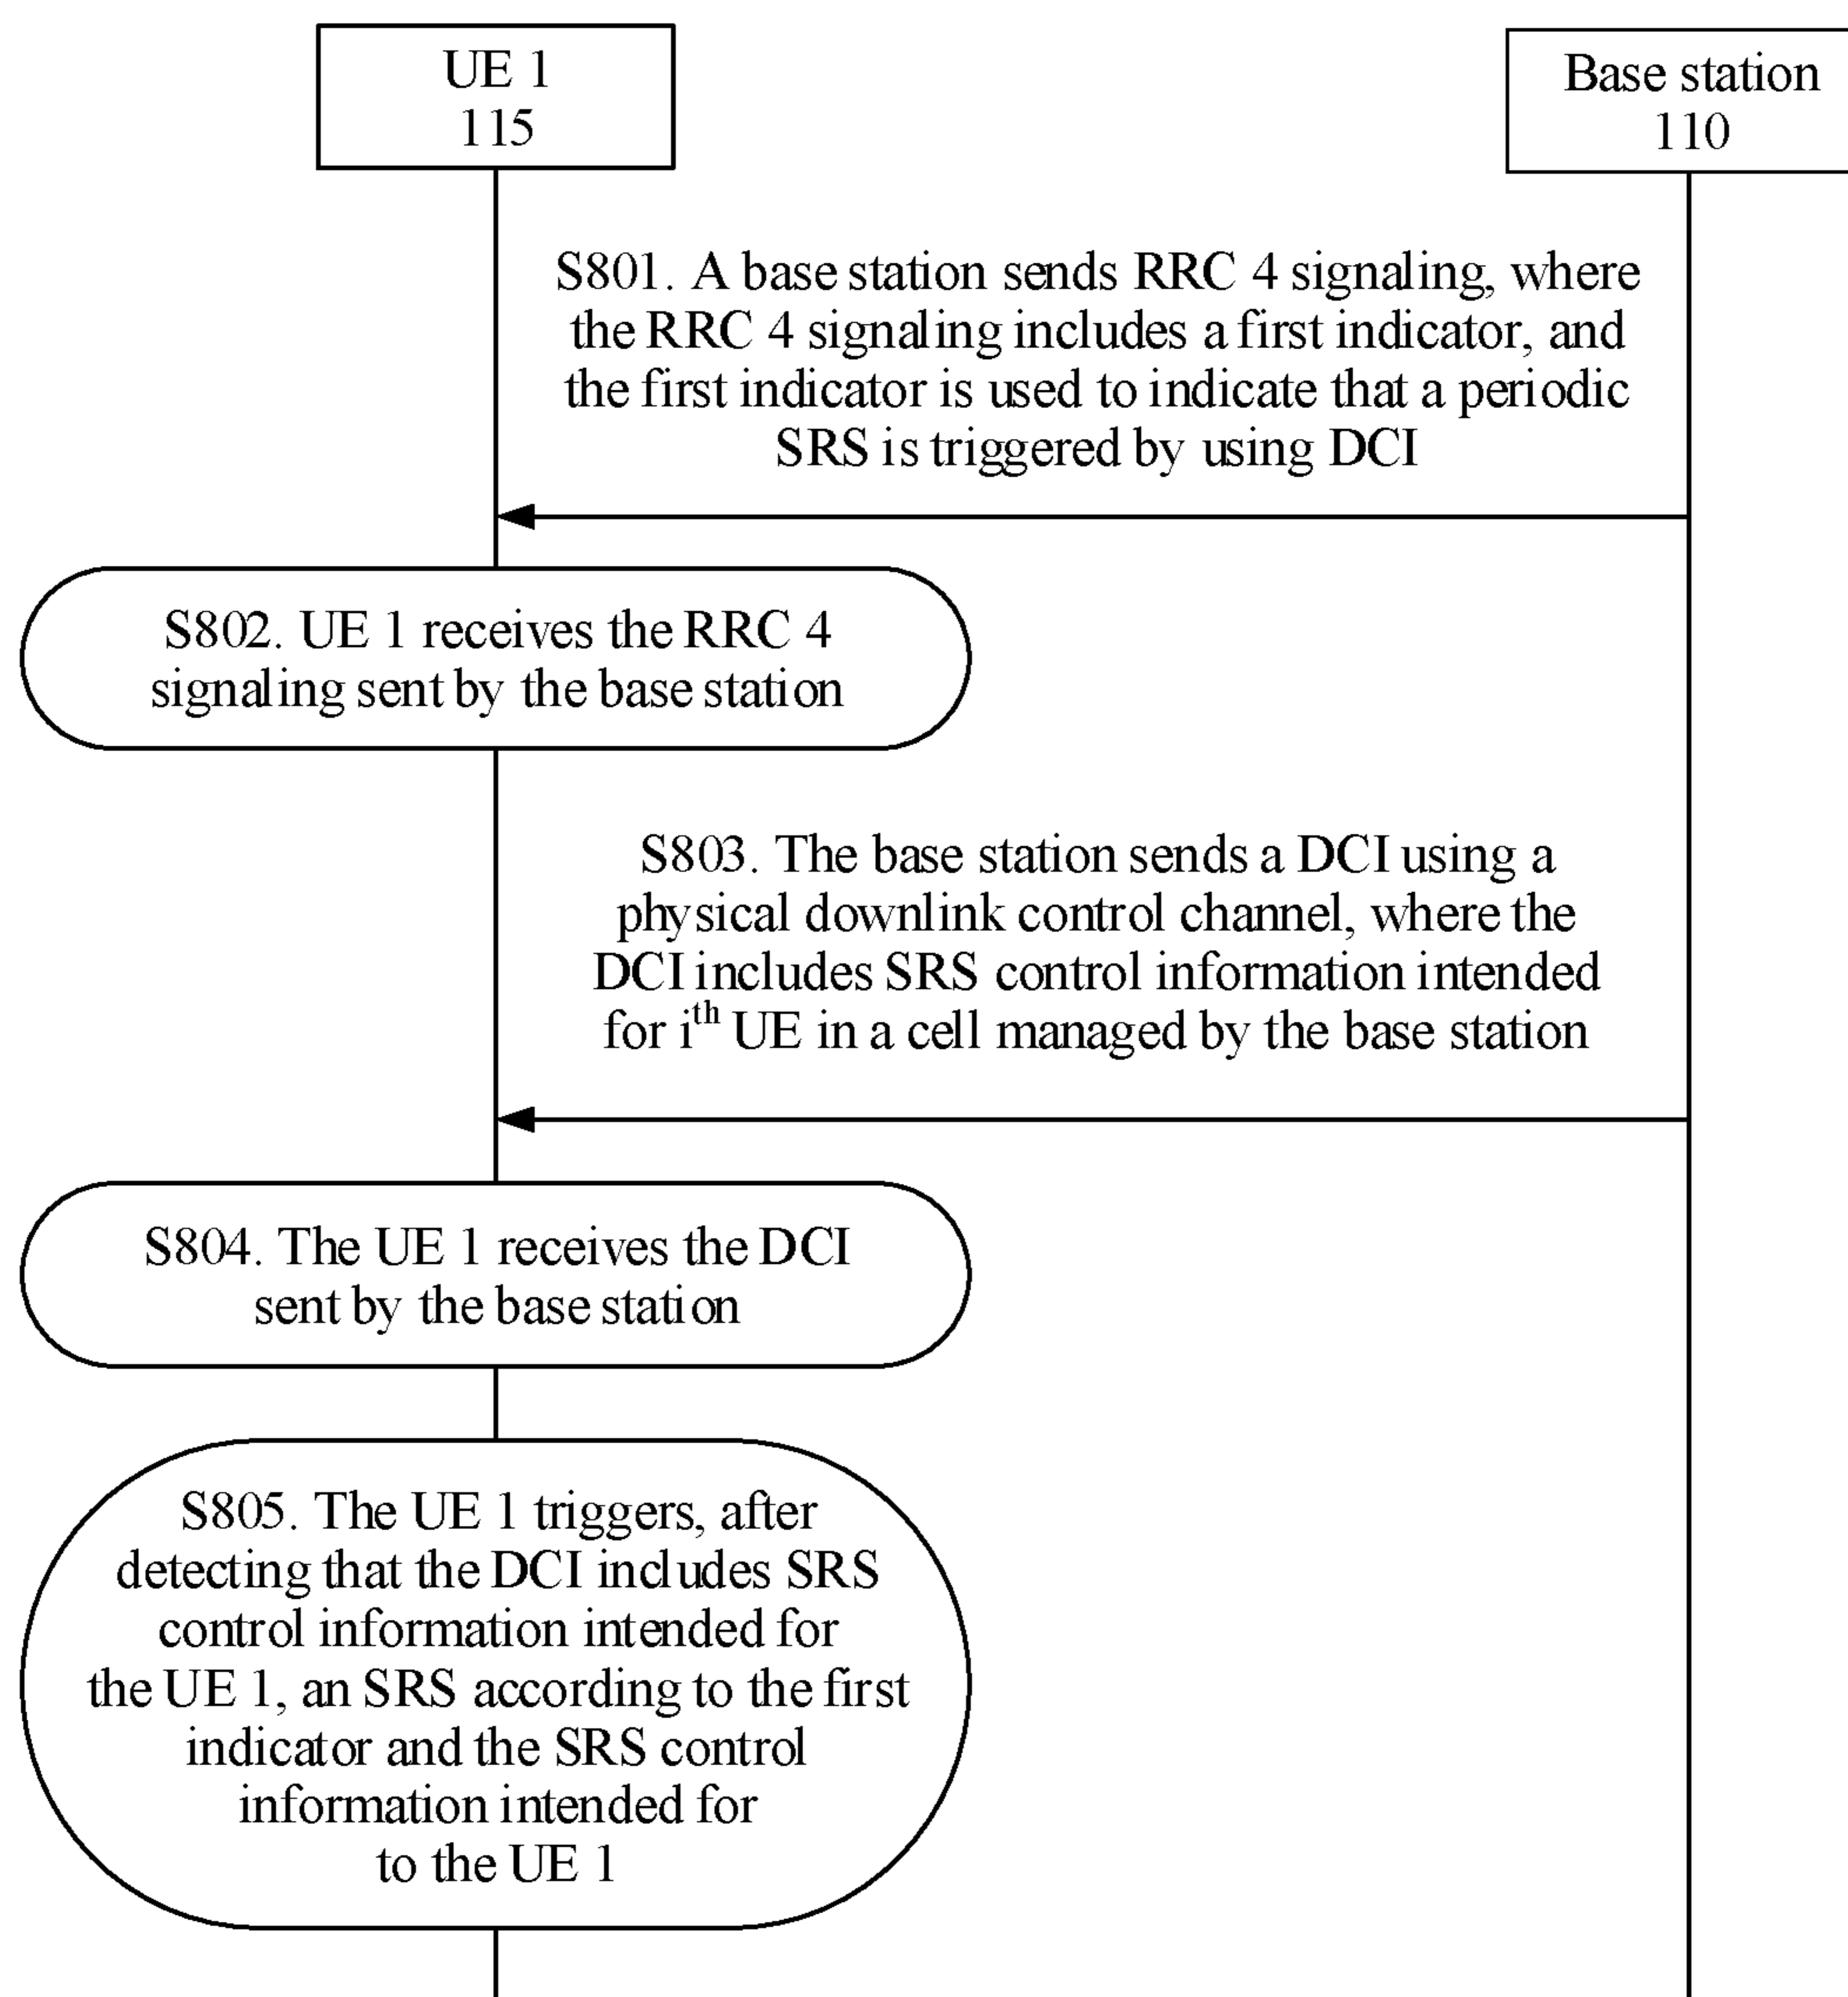 UE 1
115
Base station
110
S801. A base station sends RRC 4 signaling, where
the RRC 4 signaling includes a first indicator, and
the first indicator is used to indicate that a periodic
SRS is triggered by using DCI
S802. UE 1 receives the RRC 4
signaling sent by the base station
S803. The base station sends a DCI using a
physical downlink control channel, where the
DCI includes SRS control information intended
for i^th UE in a cell managed by the base station
S804. The UE 1 receives the DCI
sent by the base station
S805. The UE 1 triggers, after
detecting that the DCI includes SRS
control information intended for
the UE 1, an SRS according to the first
indicator and the SRS control
information intended for
to the UE 1